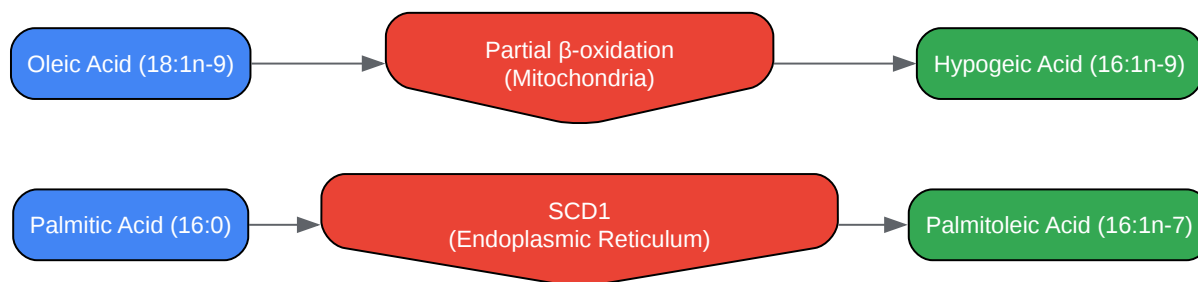 Oleic Acid (18:1n-9)
Partial β-oxidation
(Mitochondria)
Hypogeic Acid (16:1n-9)
Palmitic Acid (16:0)
SCD1
(Endoplasmic Reticulum)
Palmitoleic Acid (16:1n-7)